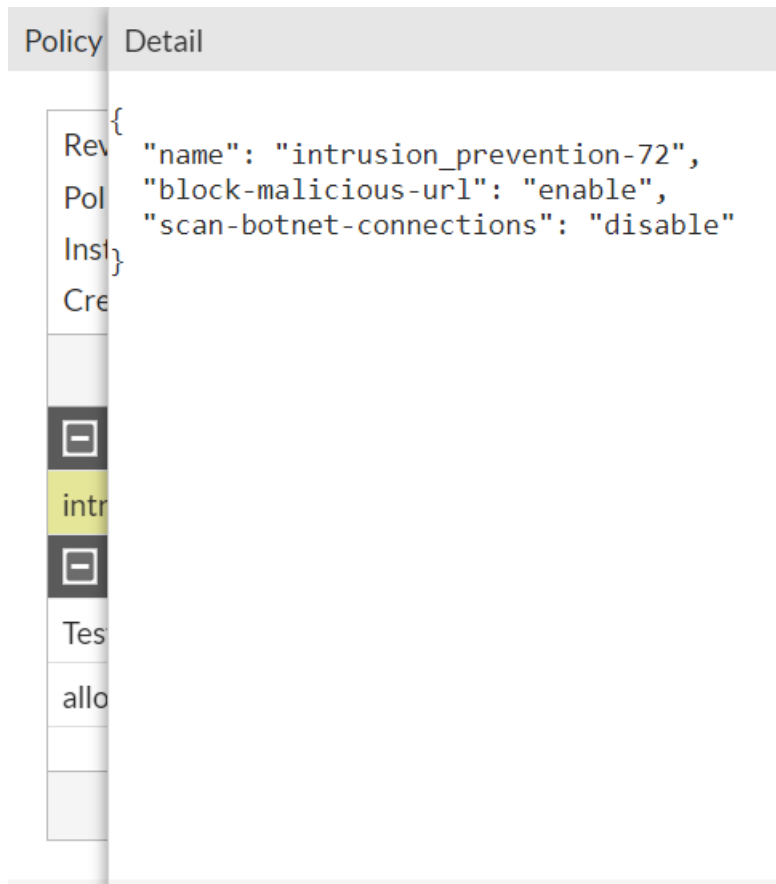 Policy Detail
{
"name": "intrusion_prevention-72",
"block-malicious-url": "enable",
"scan-botnet-connections": "disable"
}
Rev
Pol
Inst
Cre
intr
Tes
allo